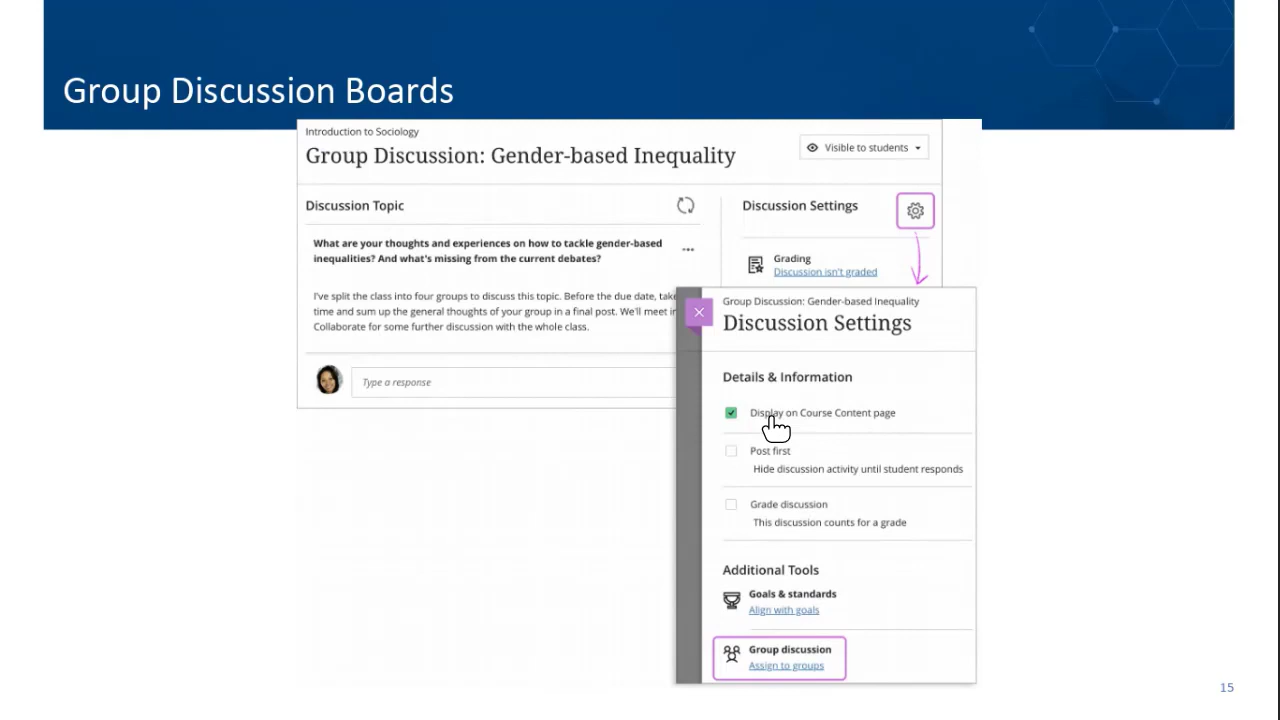 Group Discussion Boards
Introduction to Sociology
Group Discussion: Gender-based Inequality
Visible to students
Discussion Topic
Discussion Settings
What are your thoughts and experiences on how to tackle gender-based
inequalities? And what's missing from the current debates?
Grading
Discussion isn't graded
I've split the class into four groups to discuss this topic. Before the due date, take
time and sum up the general thoughts of your group in a final post. We'll meet in
Collaborate for some further discussion with the whole class.
Type a response
Group Discussion: Gender-based Inequality
Discussion Settings
Details & Information
Display on Course Content page
Post first
Hide discussion activity until student responds
Grade discussion
This discussion counts for a grade
Additional Tools
Goals & standards
Align with goals
Group discussion
Assign to groups
15